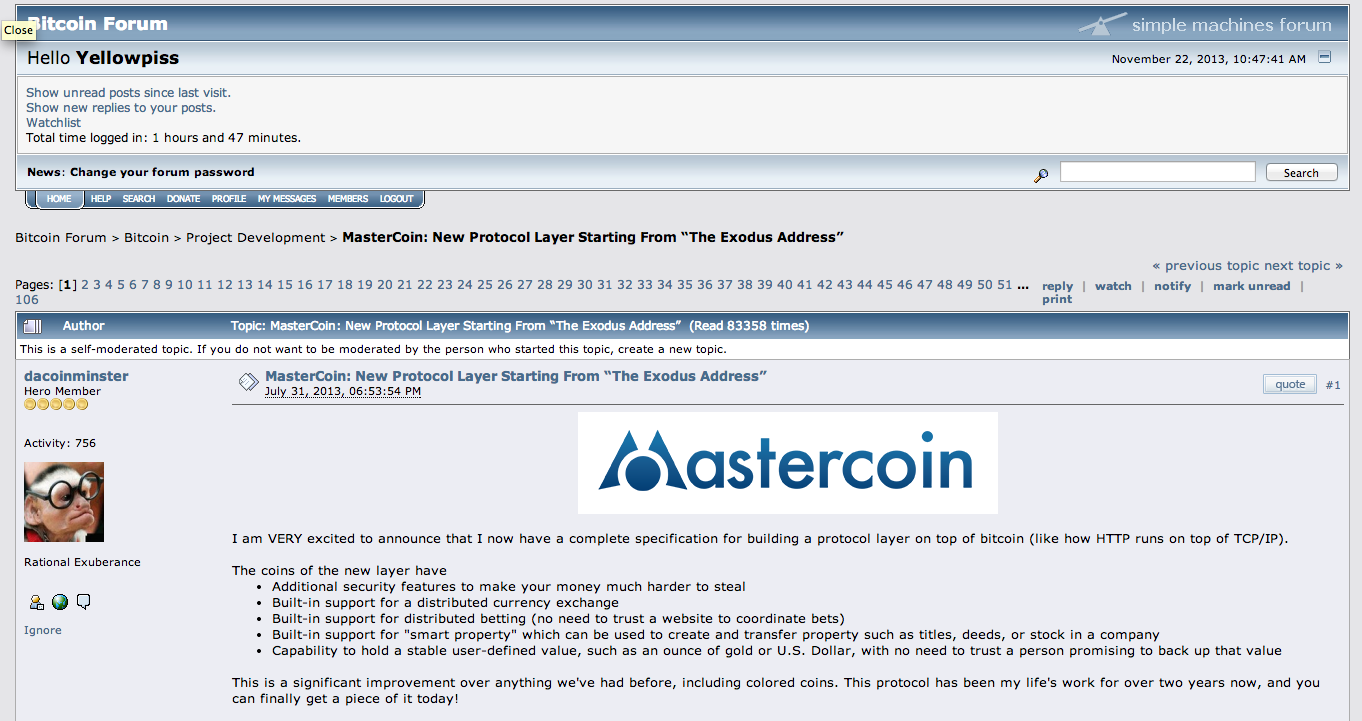 Close
Bitcoin Forum
simple machines forum
Hello Yellowpiss
November 22, 2013, 10:47:41 AM
Show unread posts since last visit.
Show new replies to your posts.
Watchlist
Total time logged in: 1 hours and 47 minutes.
News: Change your forum password
Search
HOME HELP SEARCH DONATE PROFILE MY MESSAGES MEMBERS LOGOUT
Bitcoin Forum > Bitcoin > Project Development > MasterCoin: New Protocol Layer Starting From “The Exodus Address”
« previous topic next topic »
Pages: [1] 2 3 4 5 6 7 8 9 10 11 12 13 14 15 16 17 18 19 20 21 22 23 24 25 26 27 28 29 30 31 32 33 34 35 36 37 38 39 40 41 42 43 44 45 46 47 48 49 50 51 ...
106
reply | watch | notify | mark unread |
print
Author
Topic: MasterCoin: New Protocol Layer Starting From “The Exodus Address” (Read 83358 times)
This is a self-moderated topic. If you do not want to be moderated by the person who started this topic, create a new topic.
dacoinminster
Hero Member
Activity: 756
Rational Exuberance
Ignore
MasterCoin: New Protocol Layer Starting From “The Exodus Address”
July 31, 2013, 06:53:54 PM
quote #1
Mastercoin
I am VERY excited to announce that I now have a complete specification for building a protocol layer on top of bitcoin (like how HTTP runs on top of TCP/IP).
The coins of the new layer have
• Additional security features to make your money much harder to steal
• Built-in support for a distributed currency exchange
• Built-in support for distributed betting (no need to trust a website to coordinate bets)
• Built-in support for "smart property" which can be used to create and transfer property such as titles, deeds, or stock in a company
• Capability to hold a stable user-defined value, such as an ounce of gold or U.S. Dollar, with no need to trust a person promising to back up that value
This is a significant improvement over anything we've had before, including colored coins. This protocol has been my life's work for over two years now, and you
can finally get a piece of it today!